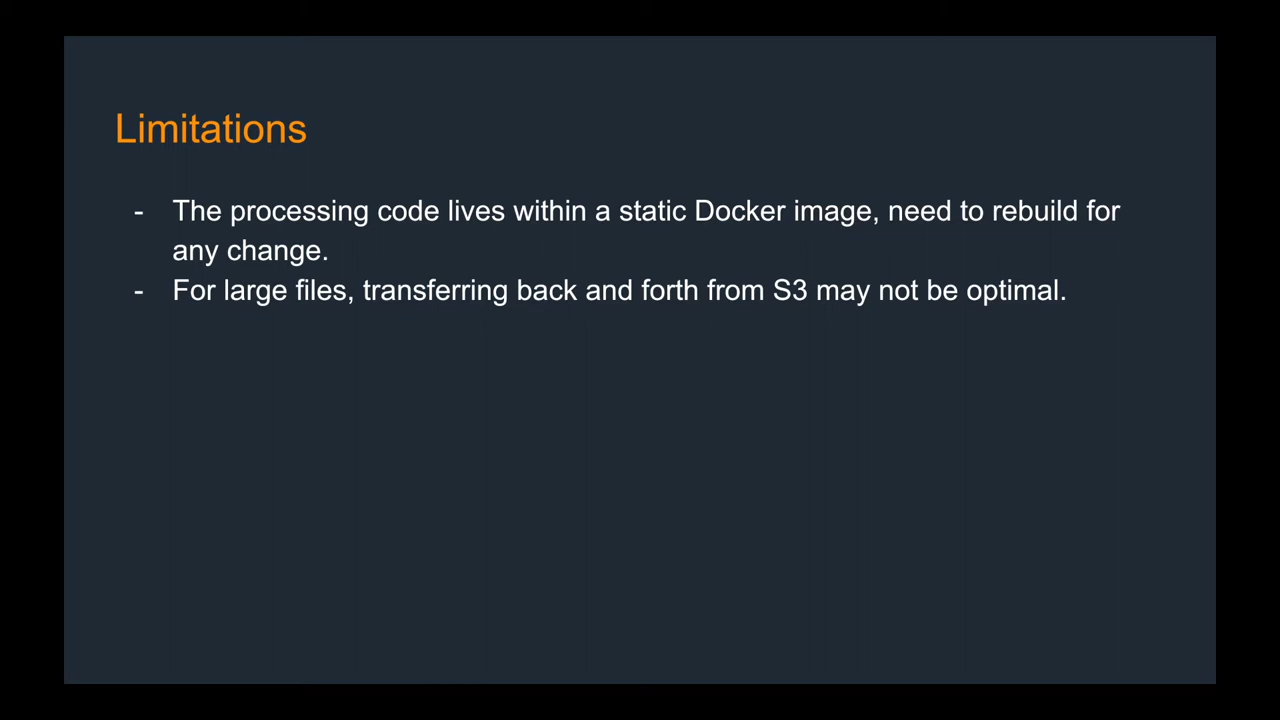 Limitations
- The processing code lives within a static Docker image, need to rebuild for
any change.
- For large files, transferring back and forth from S3 may not be optimal.